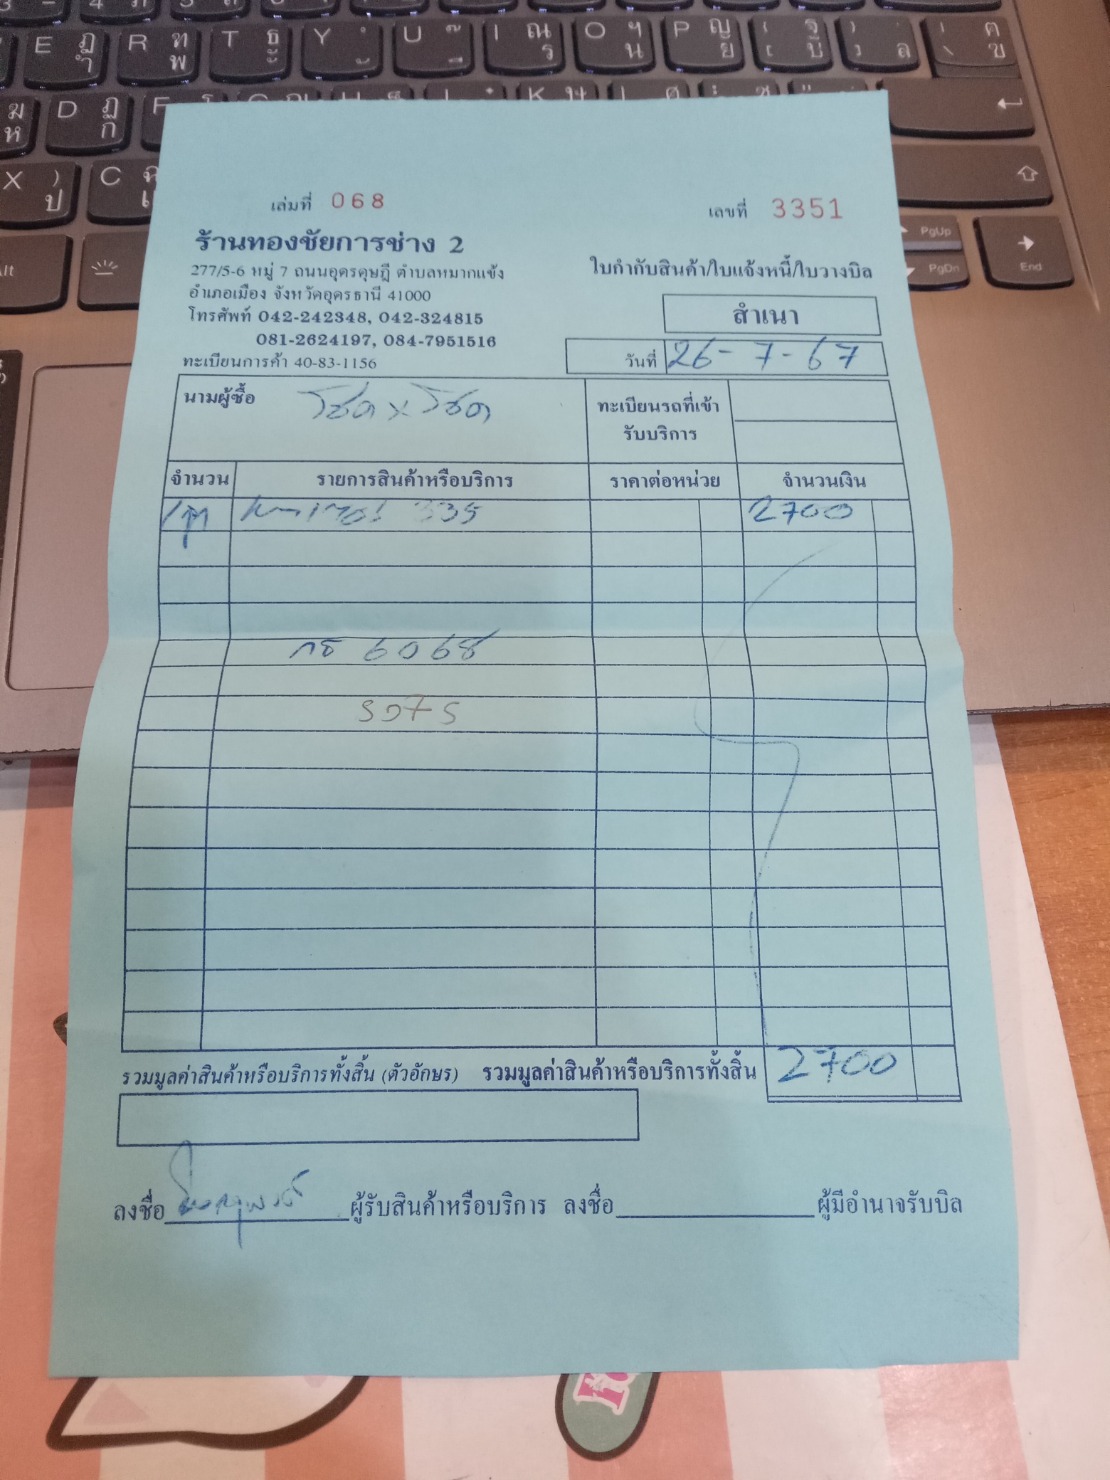 เล่มที่ 068
เลขที่ 3351
ร้านทองชัยการช่าง 2
277/5-6 หมู่ 7 ถนนอุดรดุษฎี ตำบลหมากแข้ง
อำเภอเมือง จังหวัดอุดรธานี 41000
โทรศัพท์ 042-242348, 042-324815
081-2624197, 084-7951516
ทะเบียนการค้า 40-83-1156
ใบกำกับสินค้า/ใบแจ้งหนี้/ใบวางบิล
สำเนา
วันที่ 26-7-67
นามผู้ซื้อ โชค x โชค
ทะเบียนรถที่เข้ารับบริการ
จำนวน รายการสินค้าหรือบริการ ราคาต่อหน่วย จำนวนเงิน
335 2700
6068
รวมมูลค่าสินค้าหรือบริการทั้งสิ้น (ตัวอักษร) รวมมูลค่าสินค้าหรือบริการทั้งสิ้น 2700
ลงชื่อ ผู้รับสินค้าหรือบริการ ลงชื่อ ผู้มีอำนาจรับบิล